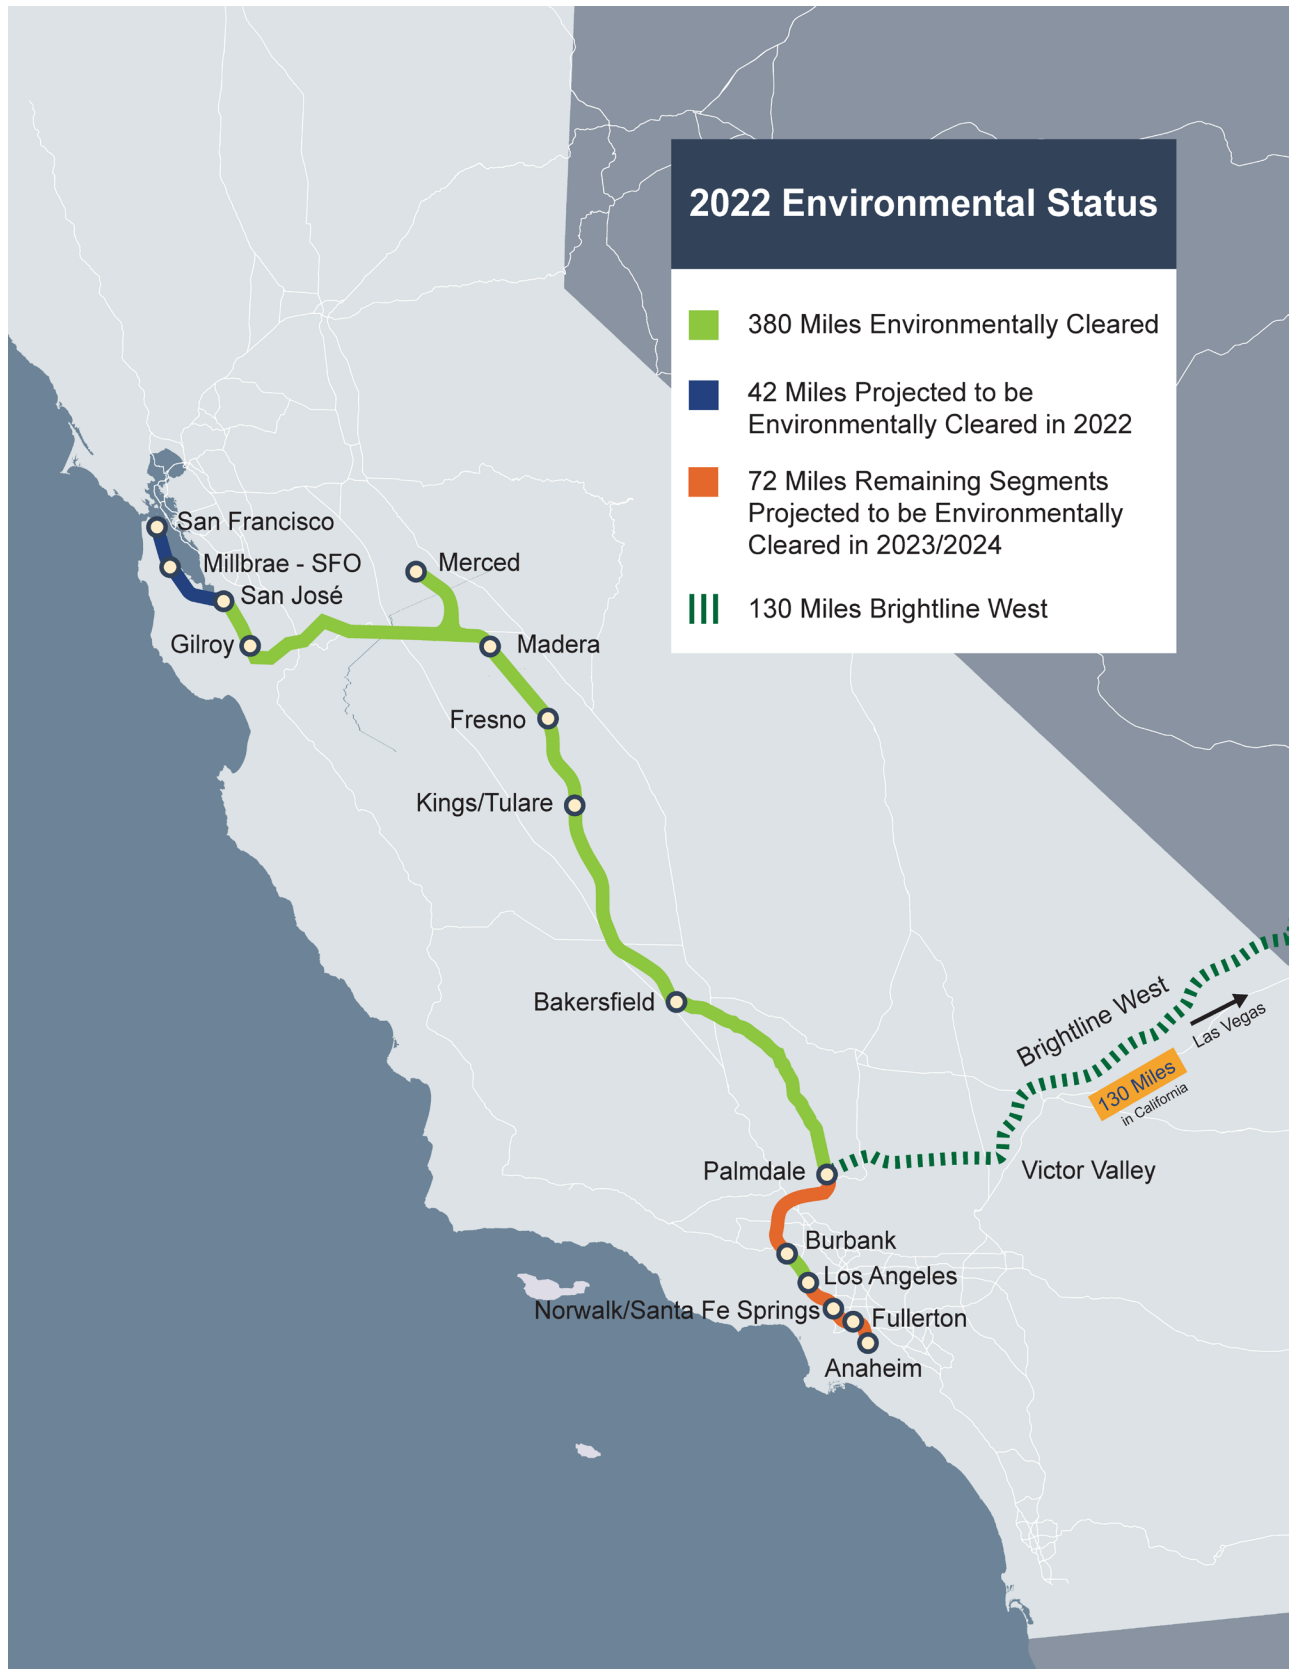 2022 Environmental Status
380 Miles Environmentally Cleared
42 Miles Projected to be
Environmentally Cleared in 2022
72 Miles Remaining Segments
Projected to be Environmentally
Cleared in 2023/2024
130 Miles Brightline West
San Francisco
Millbrae - SFO
San José
Gilroy
Merced
Madera
Fresno
Kings/Tulare
Bakersfield
Brightline West
Las Vegas
130 Miles
in California
Palmdale
Victor Valley
Burbank
Los Angeles
Norwalk/Santa Fe Springs
Fullerton
Anaheim